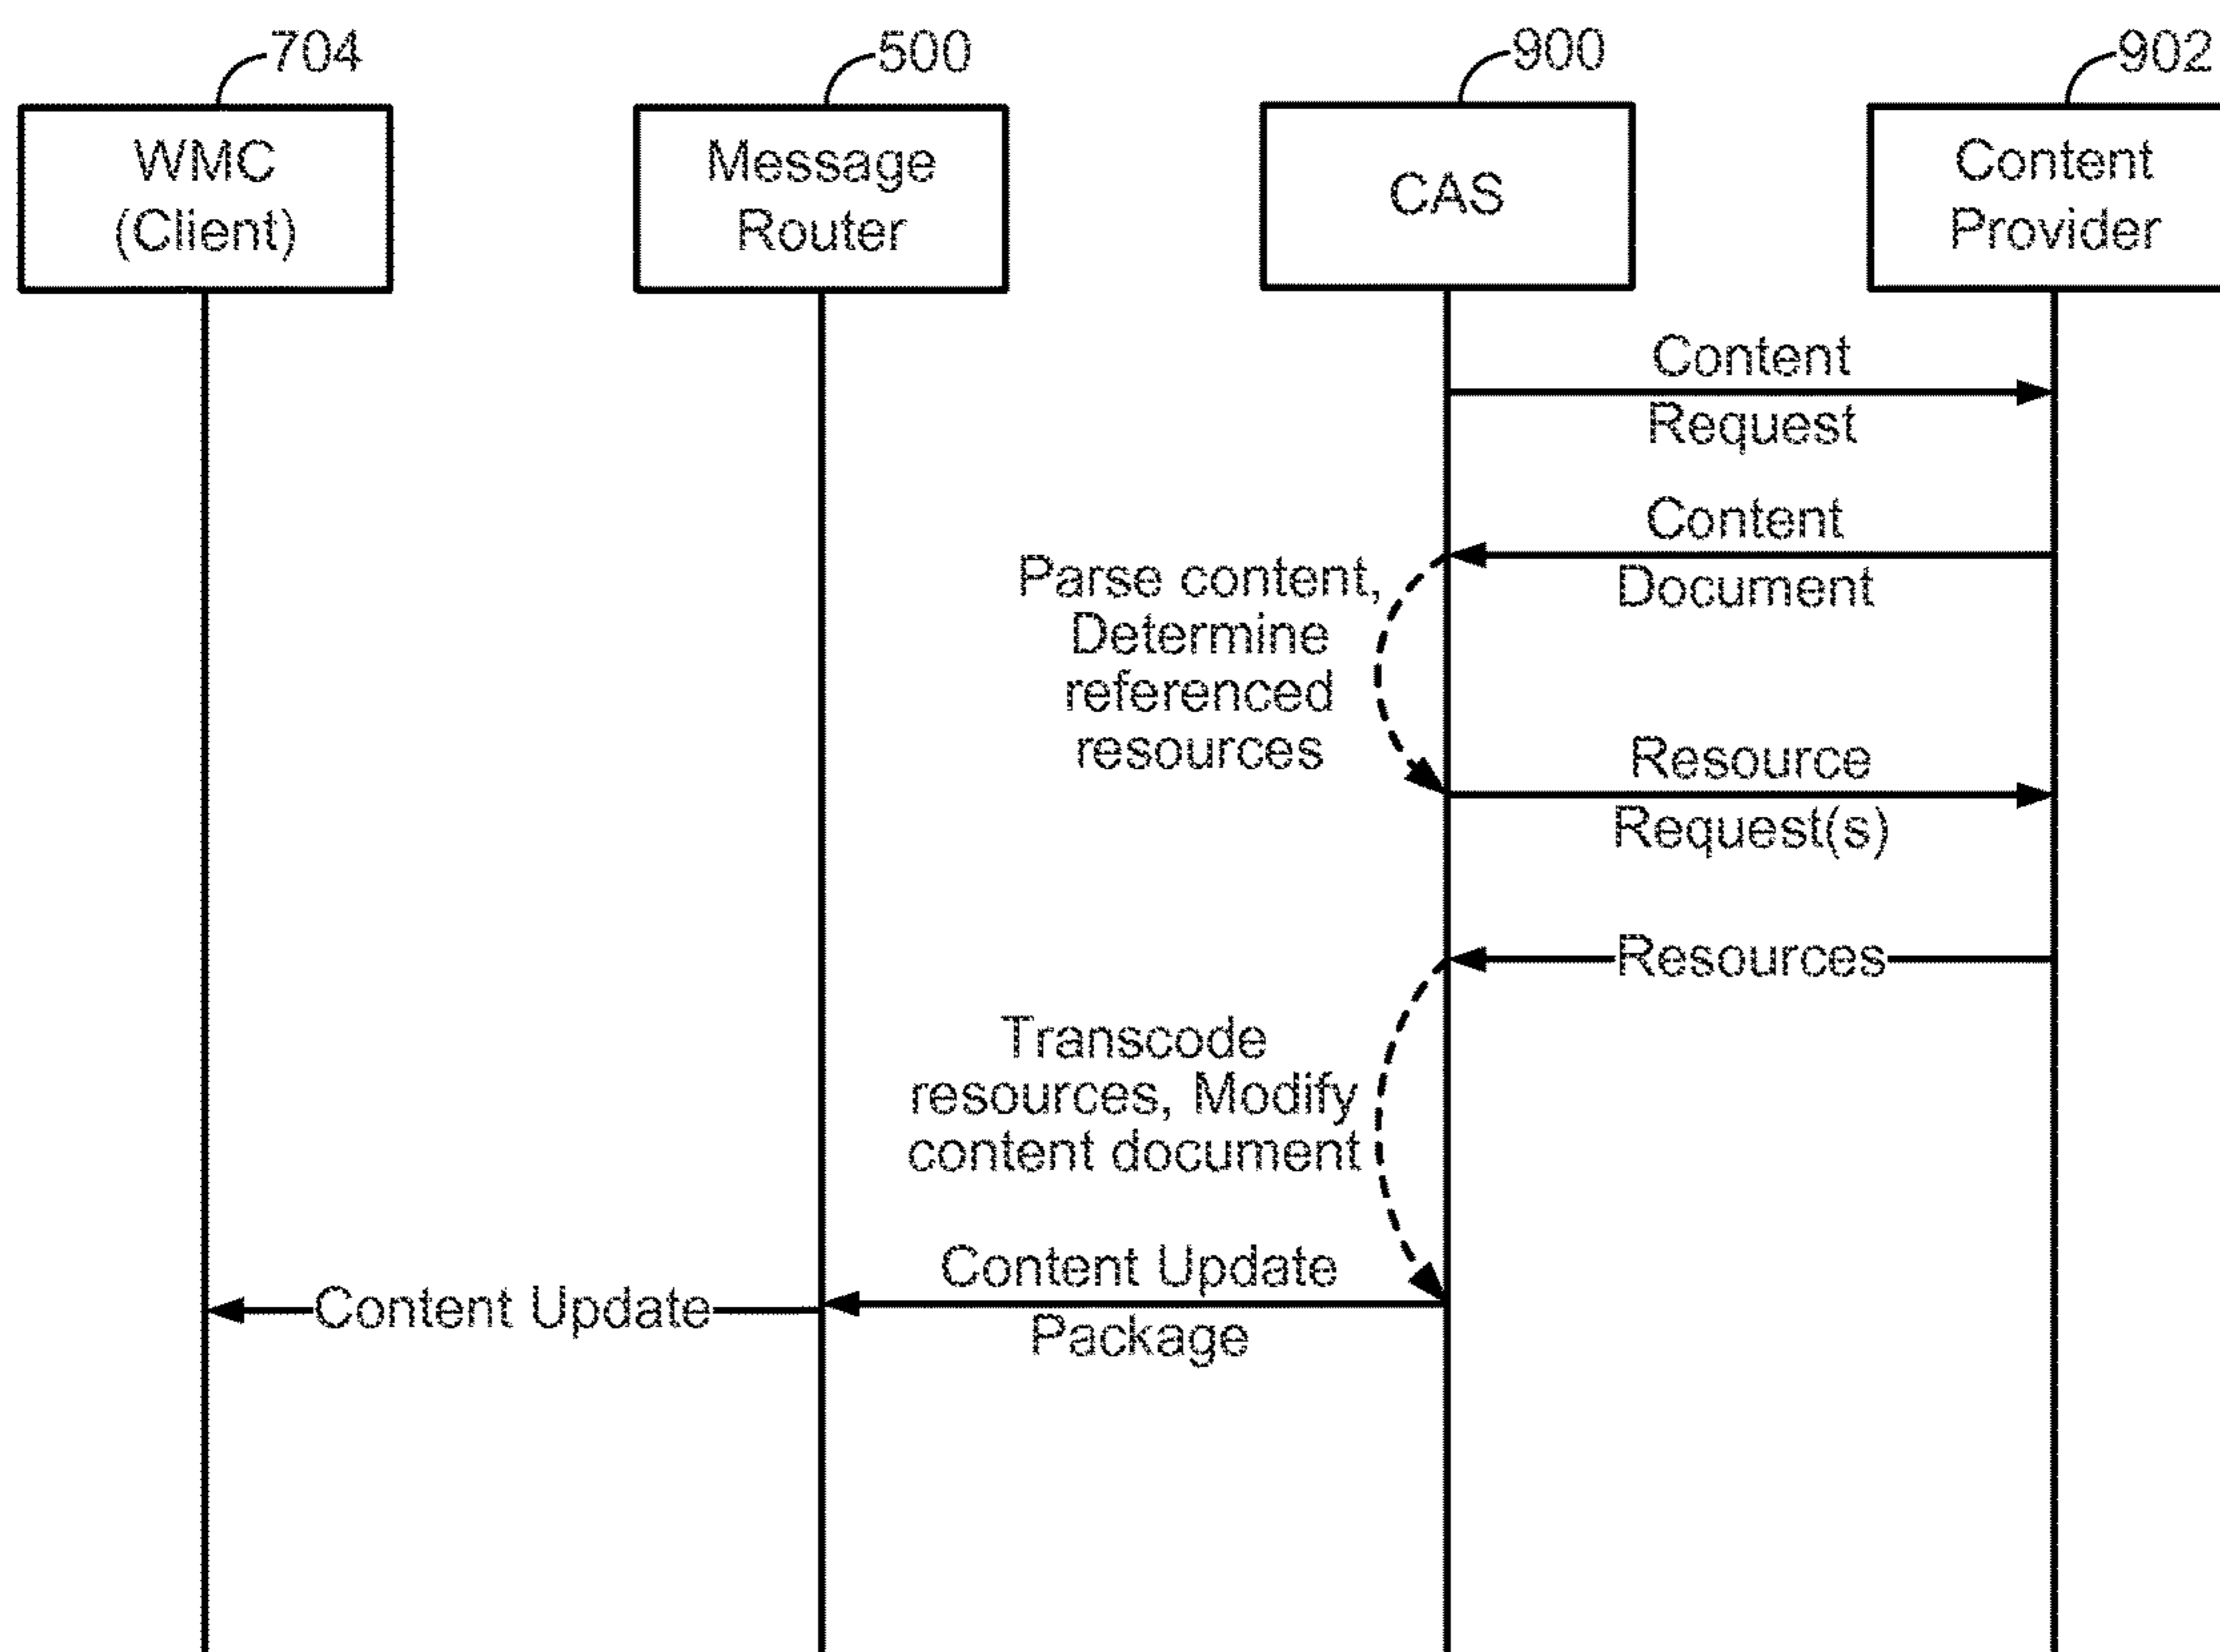 704
500
900
902
WMC
(Client)
Message
Router
CAS
Content
Provider
Content
Request
Content
Document
Parse content,
Determine
referenced
resources
Resource
Request(s)
Resources
Transcode
resources, Modify
content document
Content Update
Package
Content Update